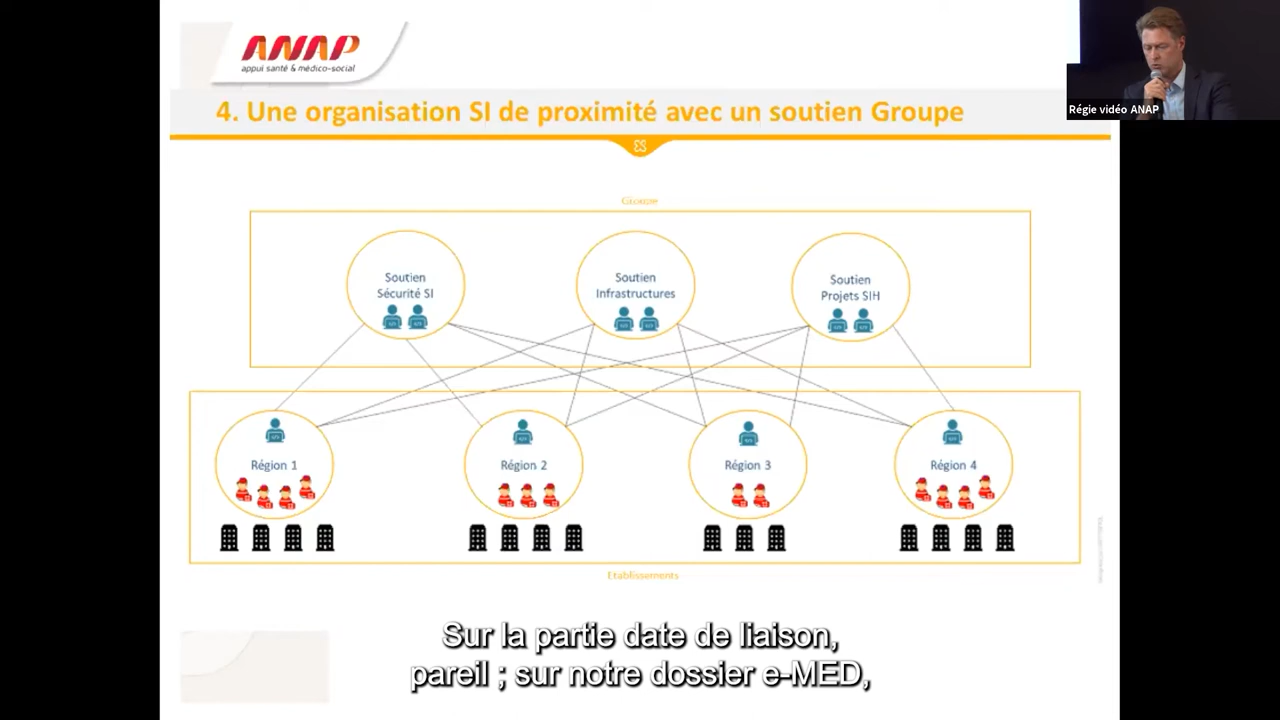 ANAP
appui santé & médico-social
4. Une organisation SI de proximité avec un soutien Groupe
Régie vidéo ANAP
Groupe
Soutien
Sécurité SI
Soutien
Infrastructures
Soutien
Projets SIH
Région 1
Région 2
Région 3
Région 4
Etablissements
Sur la partie date de liaison,
pareil ; sur notre dossier e-MED,